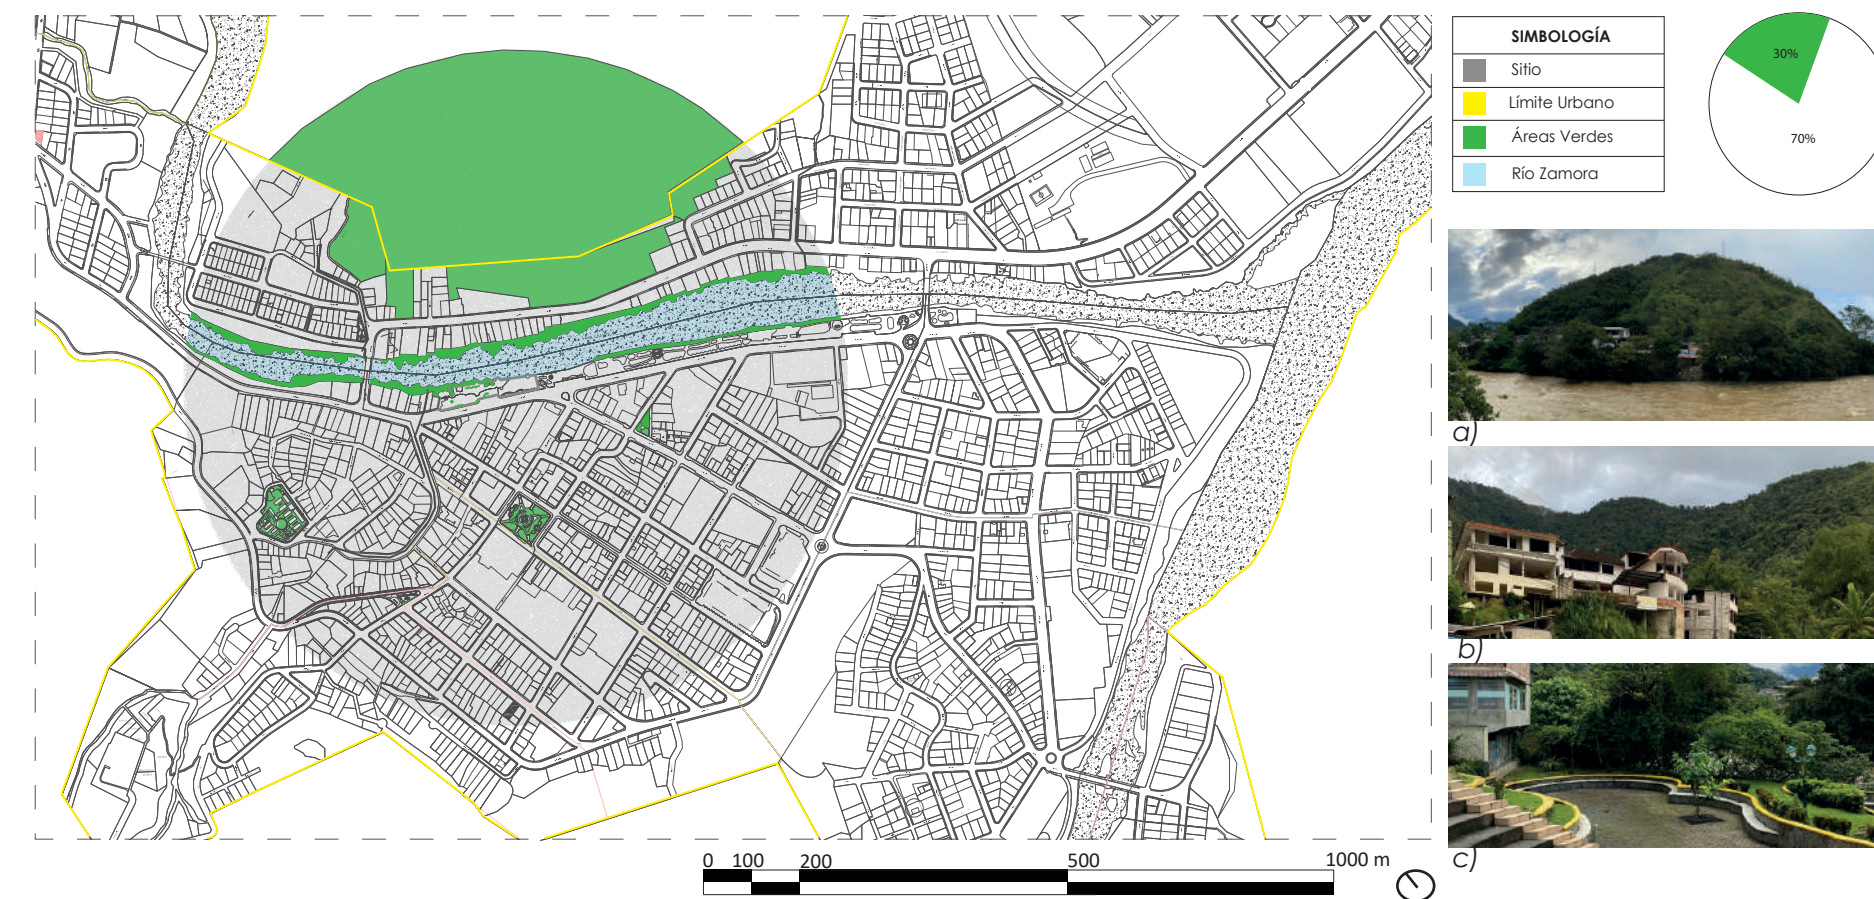 SIMBOLOGÍA
Sitio
Límite Urbano
Áreas Verdes
Río Zamora
30%
70%
a)
b)
c)
0 100 200 500 1000 m